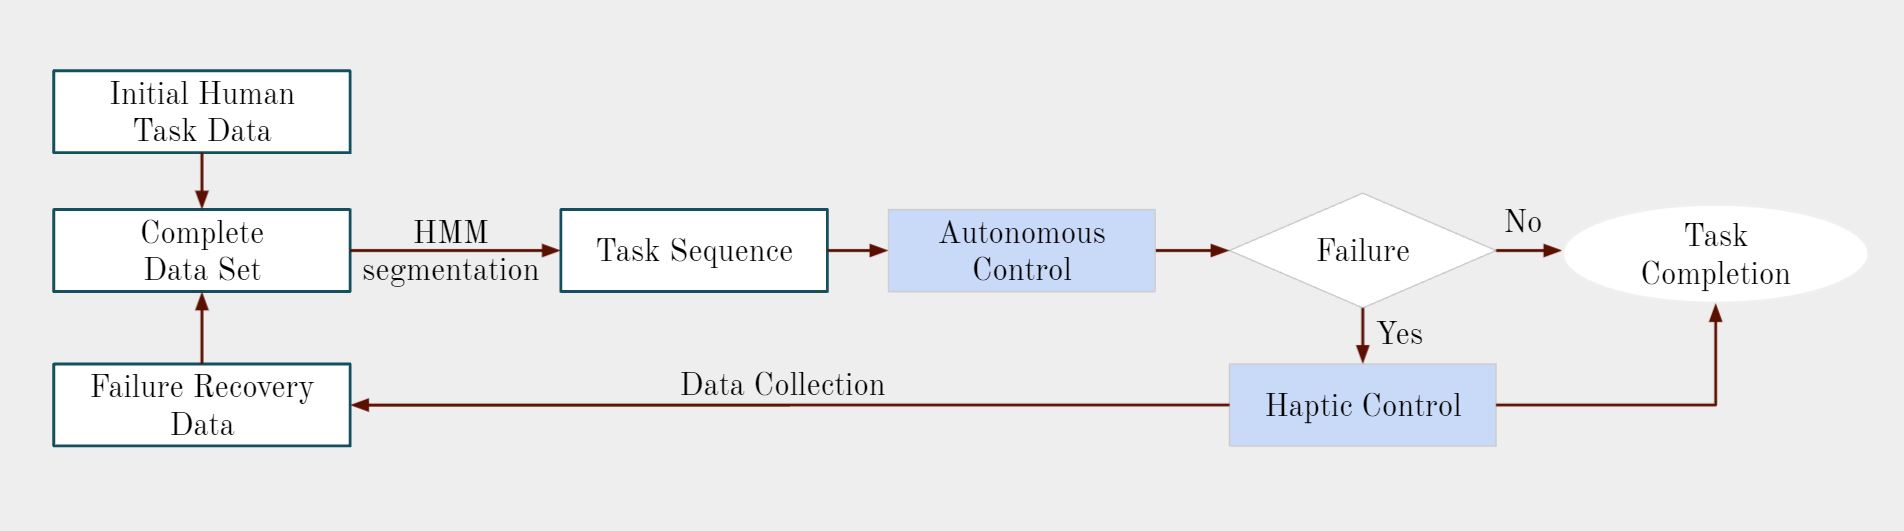 Initial Human
Task Data
Complete
Data Set
HMM
segmentation
Task Sequence
Autonomous
Control
Failure
No
Task
Completion
Yes
Failure Recovery
Data
Data Collection
Haptic Control